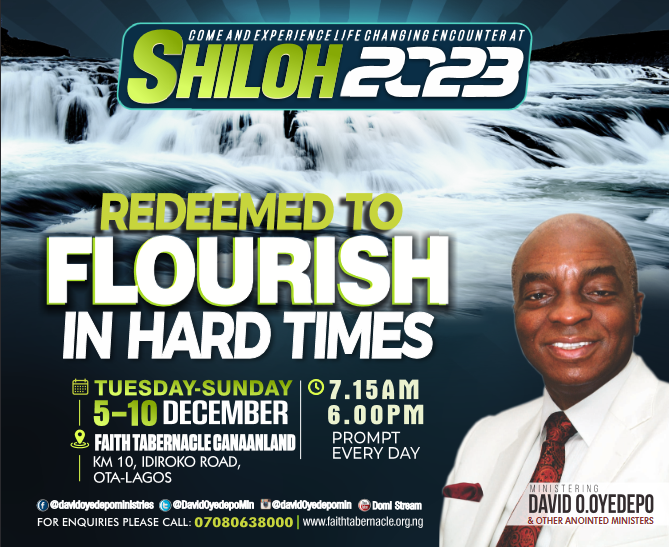 COME AND EXPERIENCE LIFE CHANGING ENCOUNTER AT
SHILOH 2023
REDEEMED TO
FLOURISH
IN HARD TIMES
TUESDAY-SUNDAY
5-10 DECEMBER
FAITH TABERNACLE CANAANLAND
KM 10, IDIROKO ROAD,
OTA-LAGOS
7.15AM
6.00PM
PROMPT
EVERY DAY
MINISTERING
DAVID O.OYEDEPO
& OTHER ANOINTED MINISTERS
@davidoyedepoministries @DavidOyedepoMin @davidOyedepomin Domi Stream
FOR ENQUIRIES PLEASE CALL: 07080638000 | www.faithtabernacle.org.ng